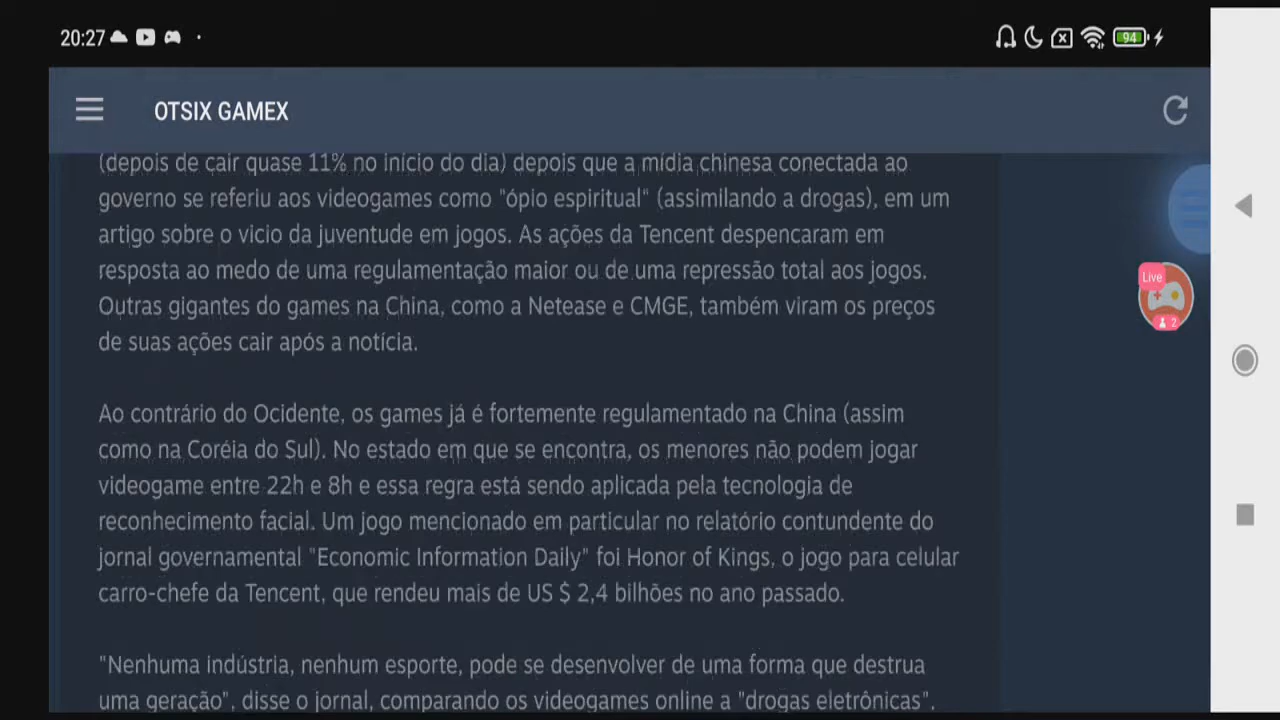 20:27
94
OTSIX GAMEX
(depois de cair quase 11% no início do dia) depois que a mídia chinesa conectada ao
governo se referiu aos videogames como "ópio espiritual" (assimilando a drogas), em um
artigo sobre o vicio da juventude em jogos. As ações da Tencent despencaram em
resposta ao medo de uma regulamentação maior ou de uma repressão total aos jogos.
Outras gigantes do games na China, como a Netease e CMGE, também viram os preços
de suas ações cair após a notícia.
Live
2
Ao contrário do Ocidente, os games já é fortemente regulamentado na China (assim
como na Coréia do Sul). No estado em que se encontra, os menores não podem jogar
videogame entre 22h e 8h e essa regra está sendo aplicada pela tecnologia de
reconhecimento facial. Um jogo mencionado em particular no relatório contundente do
jornal governamental "Economic Information Daily" foi Honor of Kings, o jogo para celular
carro-chefe da Tencent, que rendeu mais de US $ 2,4 bilhões no ano passado.
"Nenhuma indústria, nenhum esporte, pode se desenvolver de uma forma que destrua
uma geração", disse o jornal, comparando os videogames online a "drogas eletrônicas".